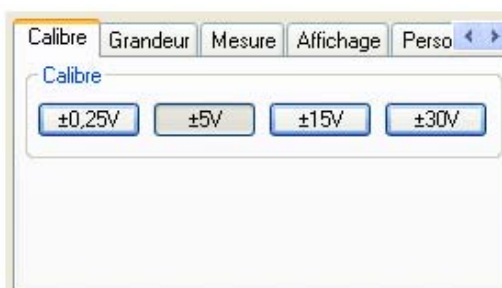 Calibre Grandeur Mesure Affichage Perso
Calibre
±0,25V ±5V ±15V ±30V